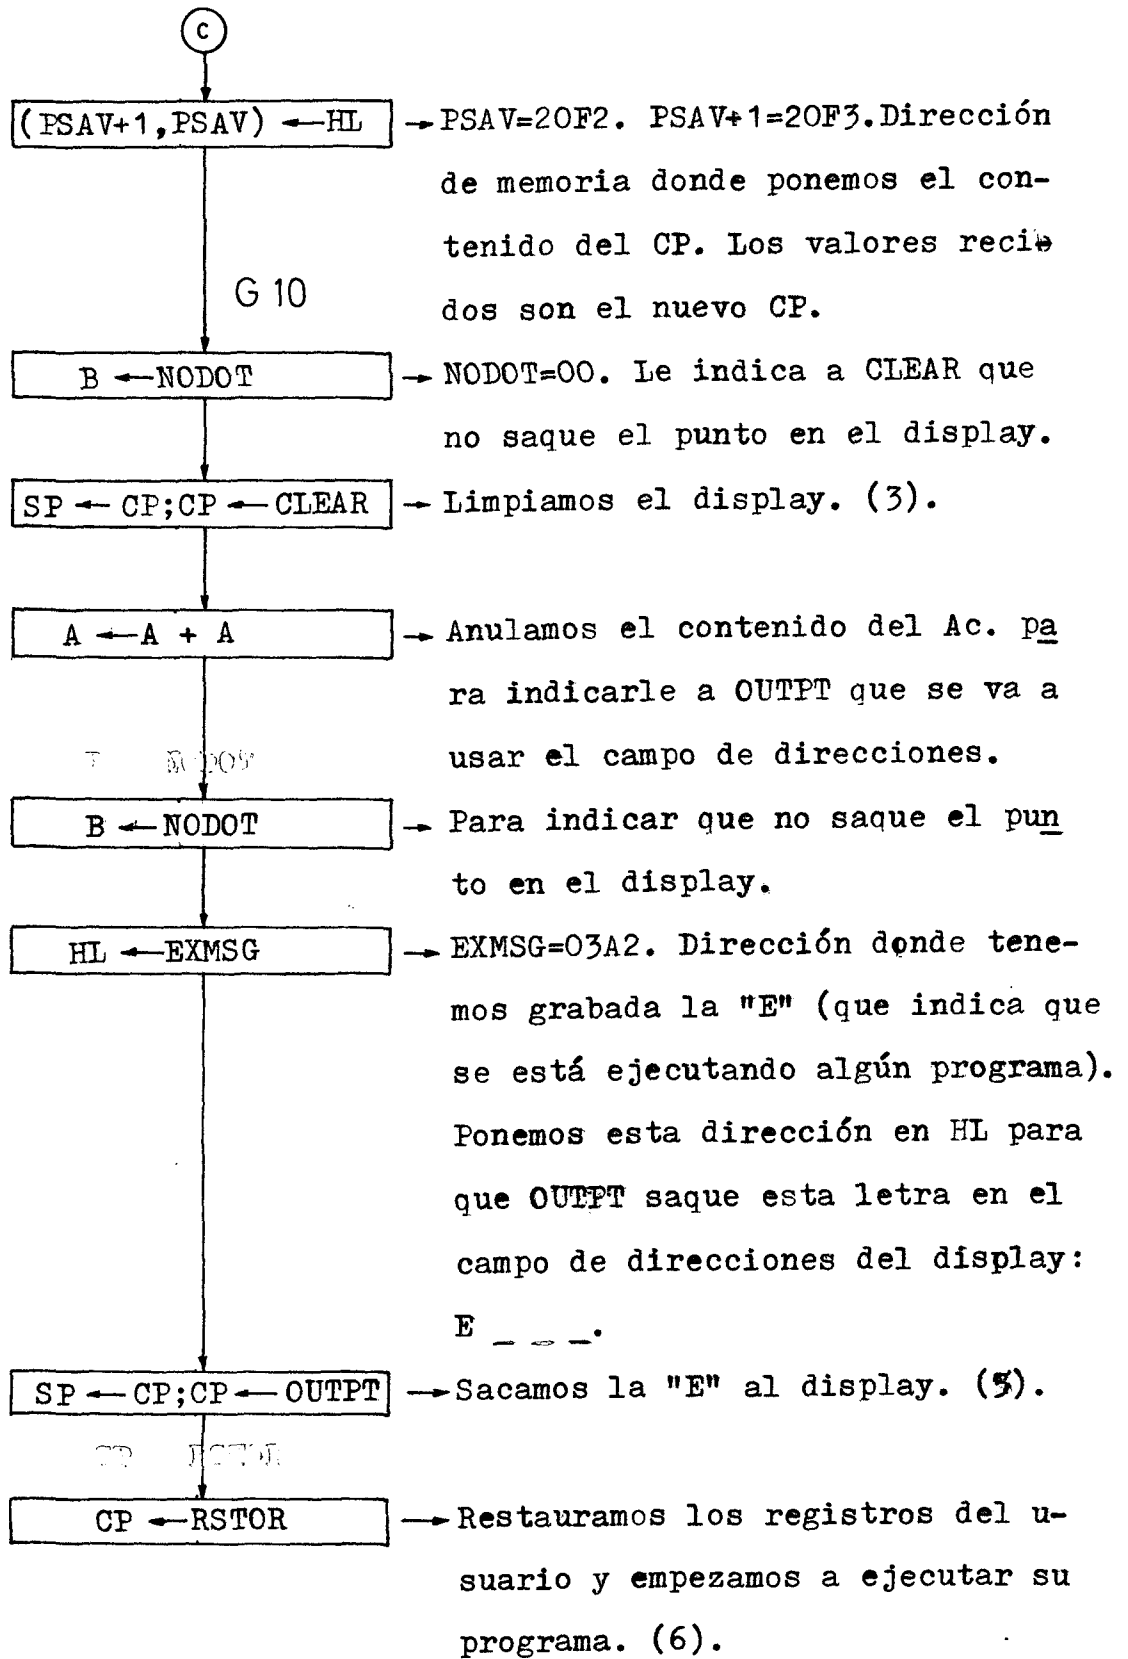 C
(PSAV+1,PSAV) ←HL → PSAV=20F2. PSAV+1=20F3.Dirección
de memoria donde ponemos el con-
tenido del CP. Los valores reci
dos son el nuevo CP.
G 10
B ←NODOT → NODOT=00. Le indica a CLEAR que
no saque el punto en el display.
SP ← CP;CP ← CLEAR → Limpiamos el display. (3).
A ←A + A → Anulamos el contenido del Ac. pa
ra indicarle a OUTPT que se va a
usar el campo de direcciones.
B ←NODOT → Para indicar que no saque el pun
to en el display.
HL ←EXMSG → EXMSG=03A2. Dirección donde tene-
mos grabada la "E" (que indica que
se está ejecutando algún programa).
Ponemos esta dirección en HL para
que OUTPT saque esta letra en el
campo de direcciones del display:
E _ _ _.
SP ← CP;CP ← OUTPT → Sacamos la "E" al display. (5).
CP ←RSTOR → Restauramos los registros del u-
suario y empezamos a ejecutar su
programa. (6).